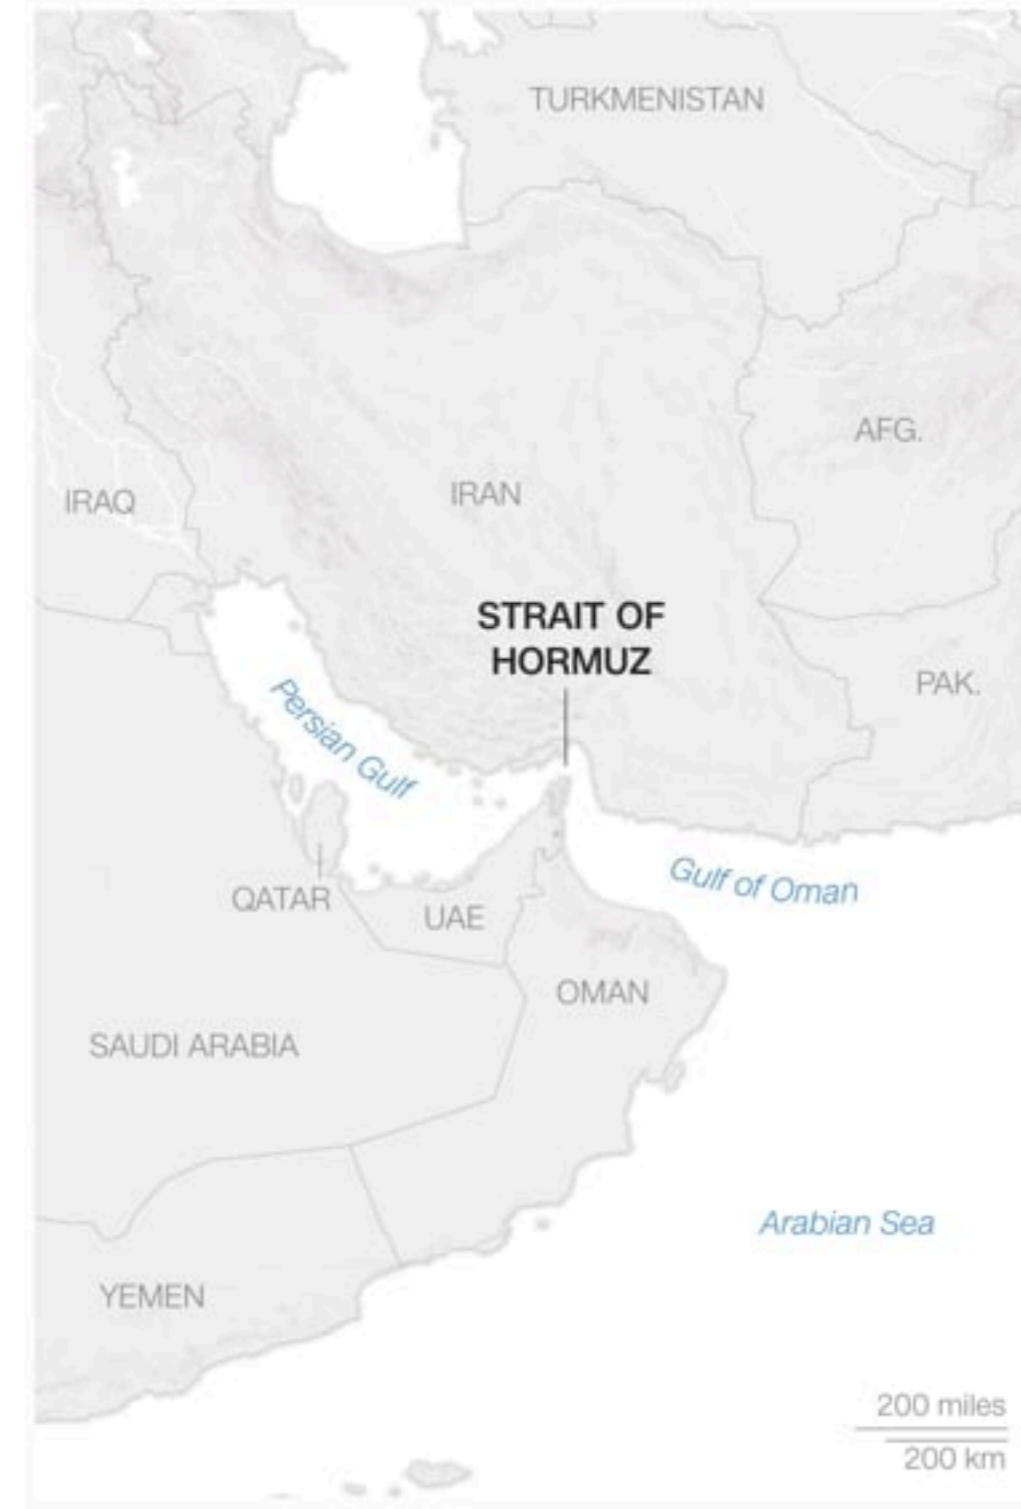 TURKMENISTAN
AFG.
IRAQ
IRAN
STRAIT OF
HORMUZ
PAK.
Persian Gulf
Gulf of Oman
QATAR
UAE
OMAN
SAUDI ARABIA
Arabian Sea
YEMEN
200 miles
200 km